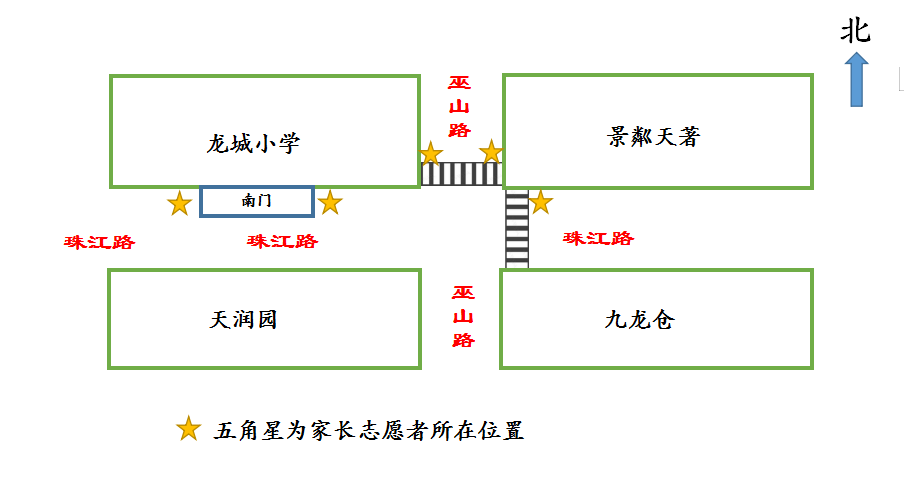 北
巫山路
龙城小学
景粼天著
南门
珠江路
珠江路
珠江路
天润园
巫山路
九龙仓
五角星为家长志愿者所在位置